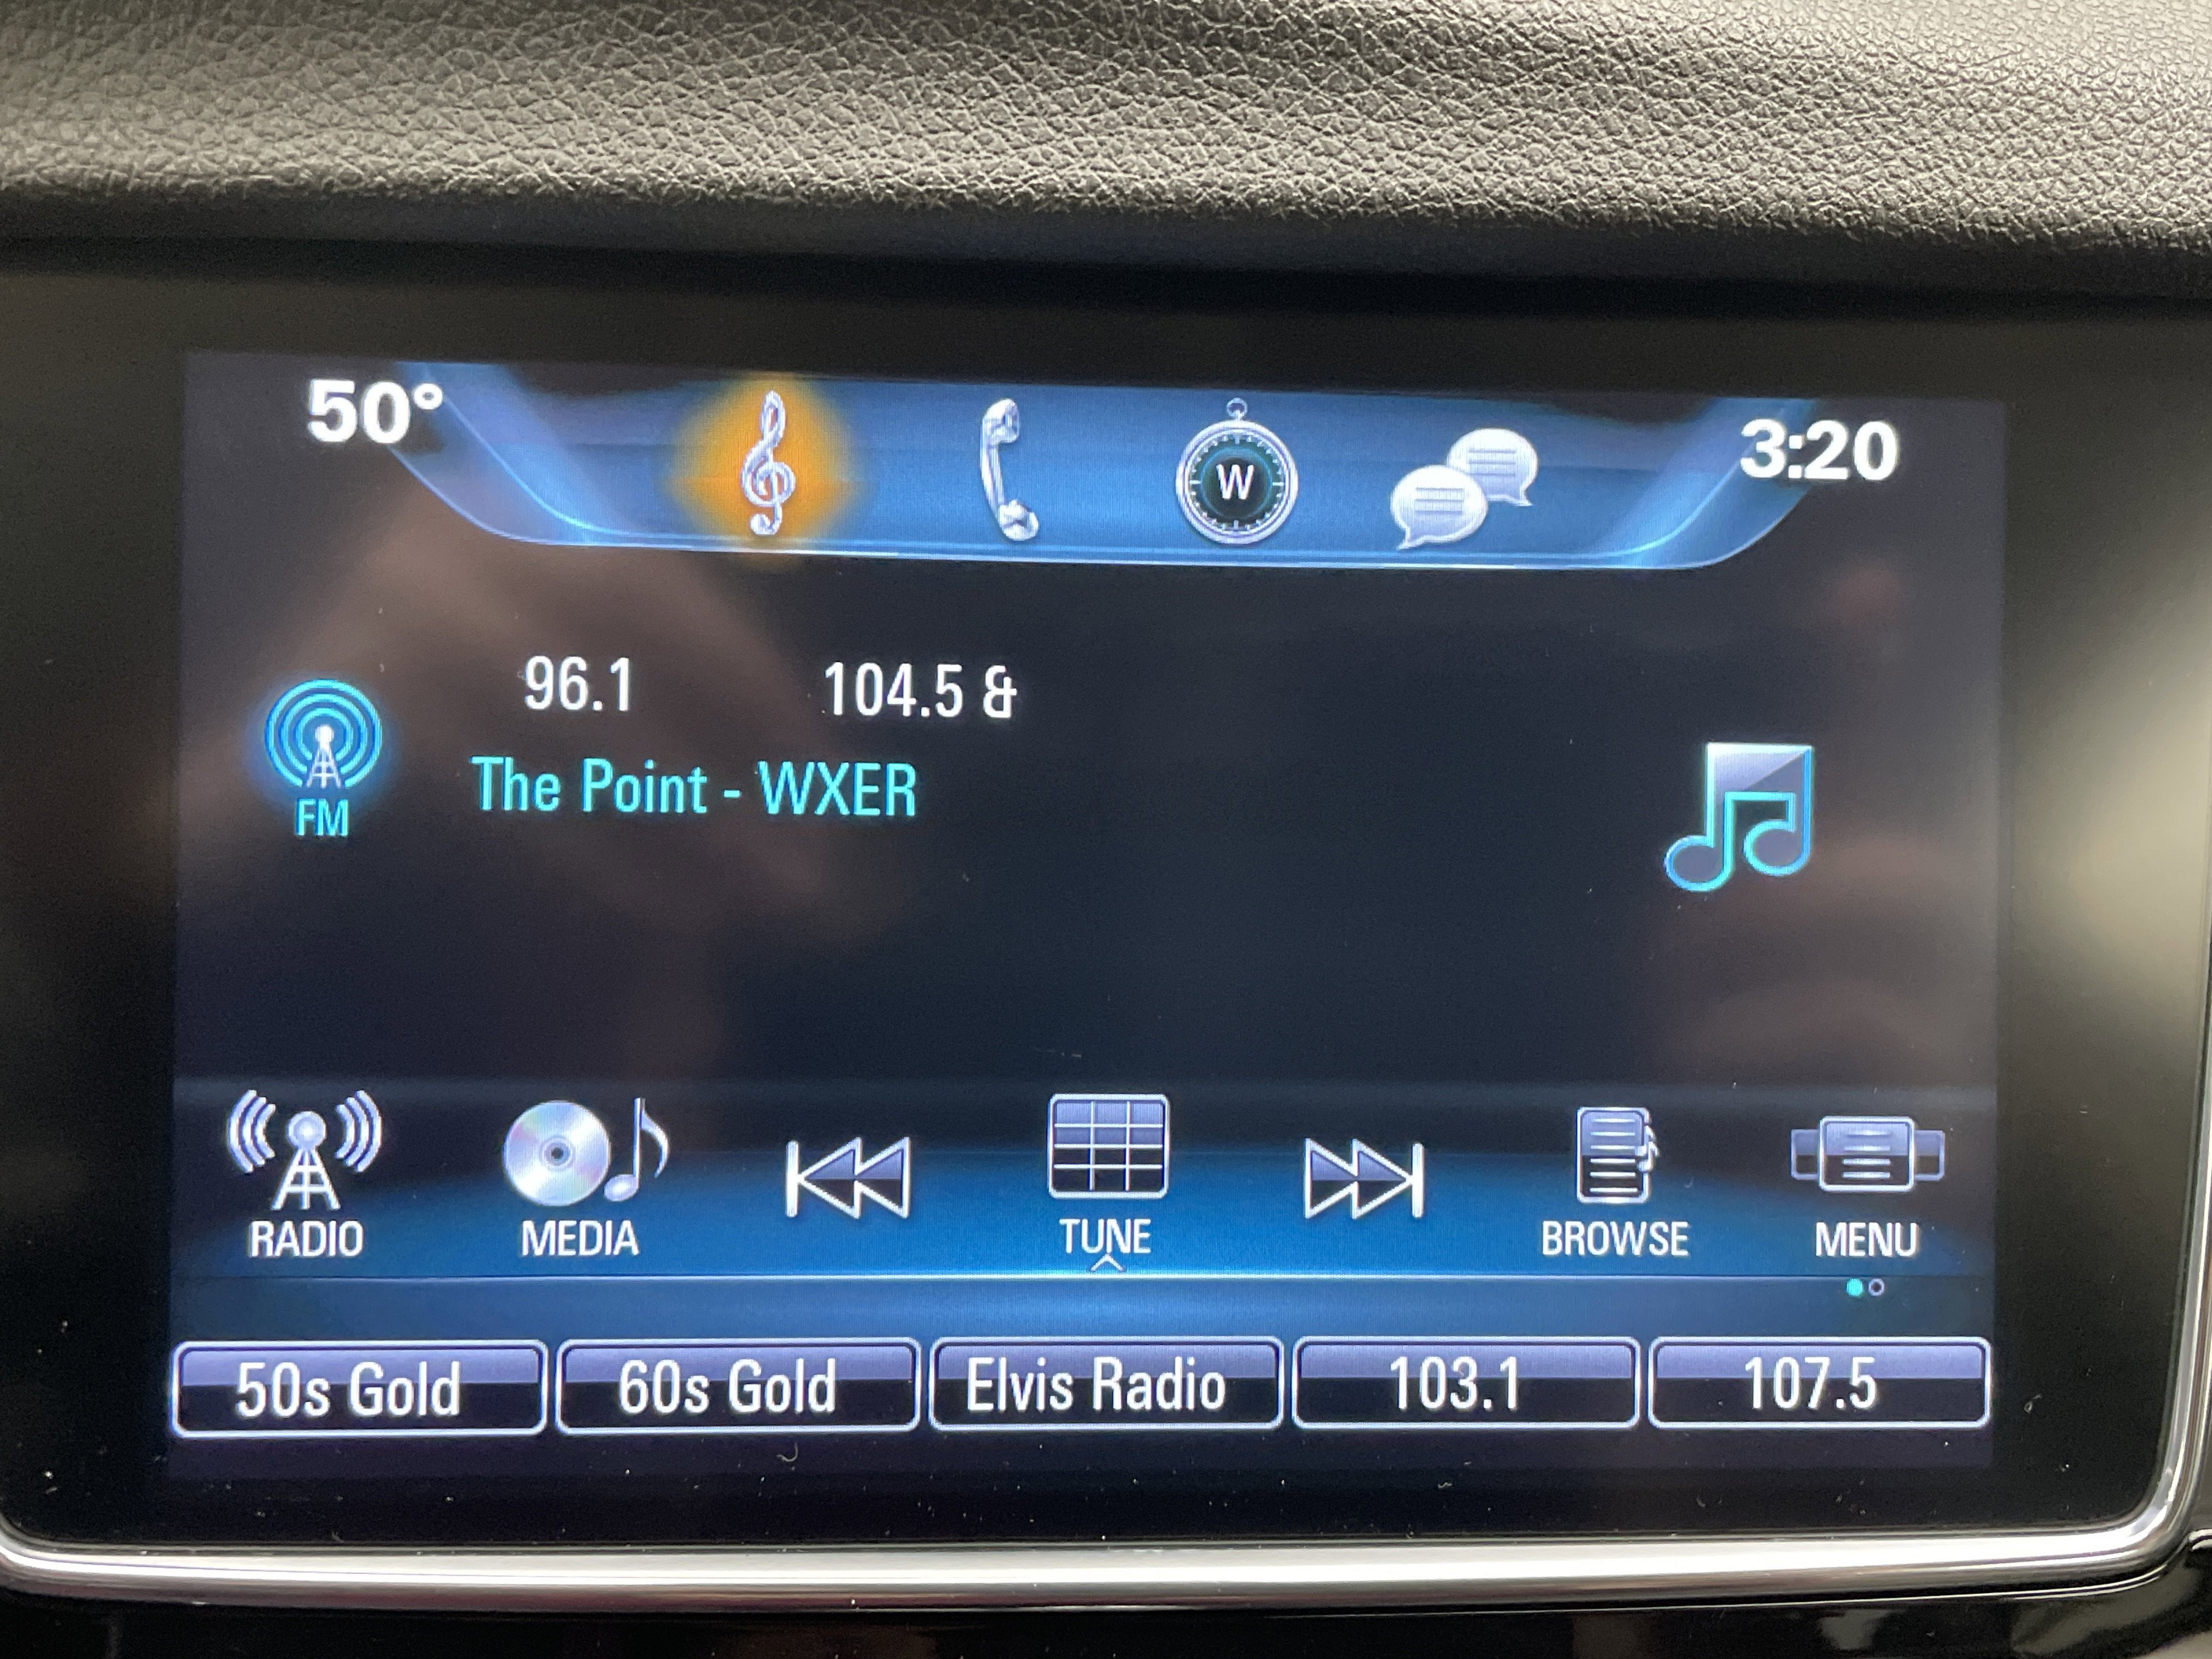 50°
W
3:20
96.1 104.5 &
FM
The Point - WXER
RADIO
MEDIA
TUNE
BROWSE
MENU
50s Gold
60s Gold
Elvis Radio
103.1
107.5